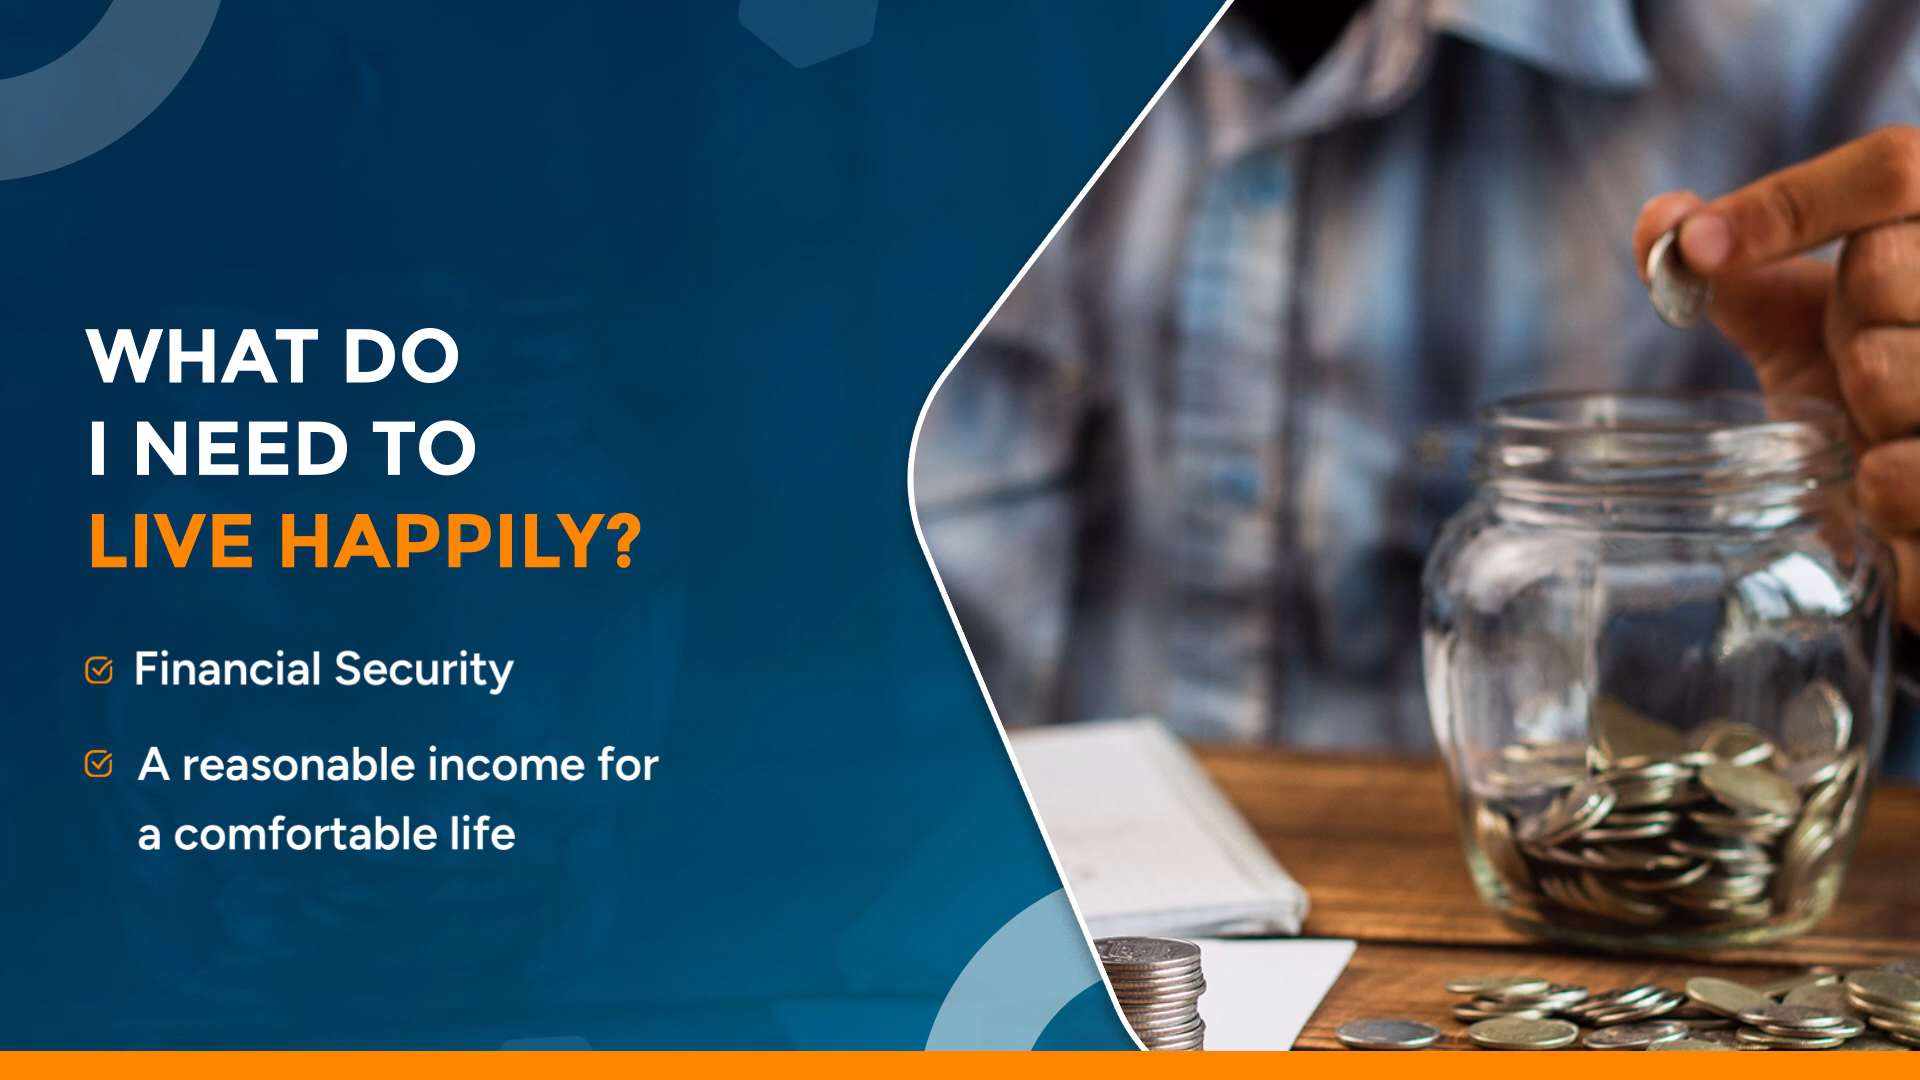 WHAT DO
I NEED TO
LIVE HAPPILY?
Financial Security
A reasonable income for
a comfortable life